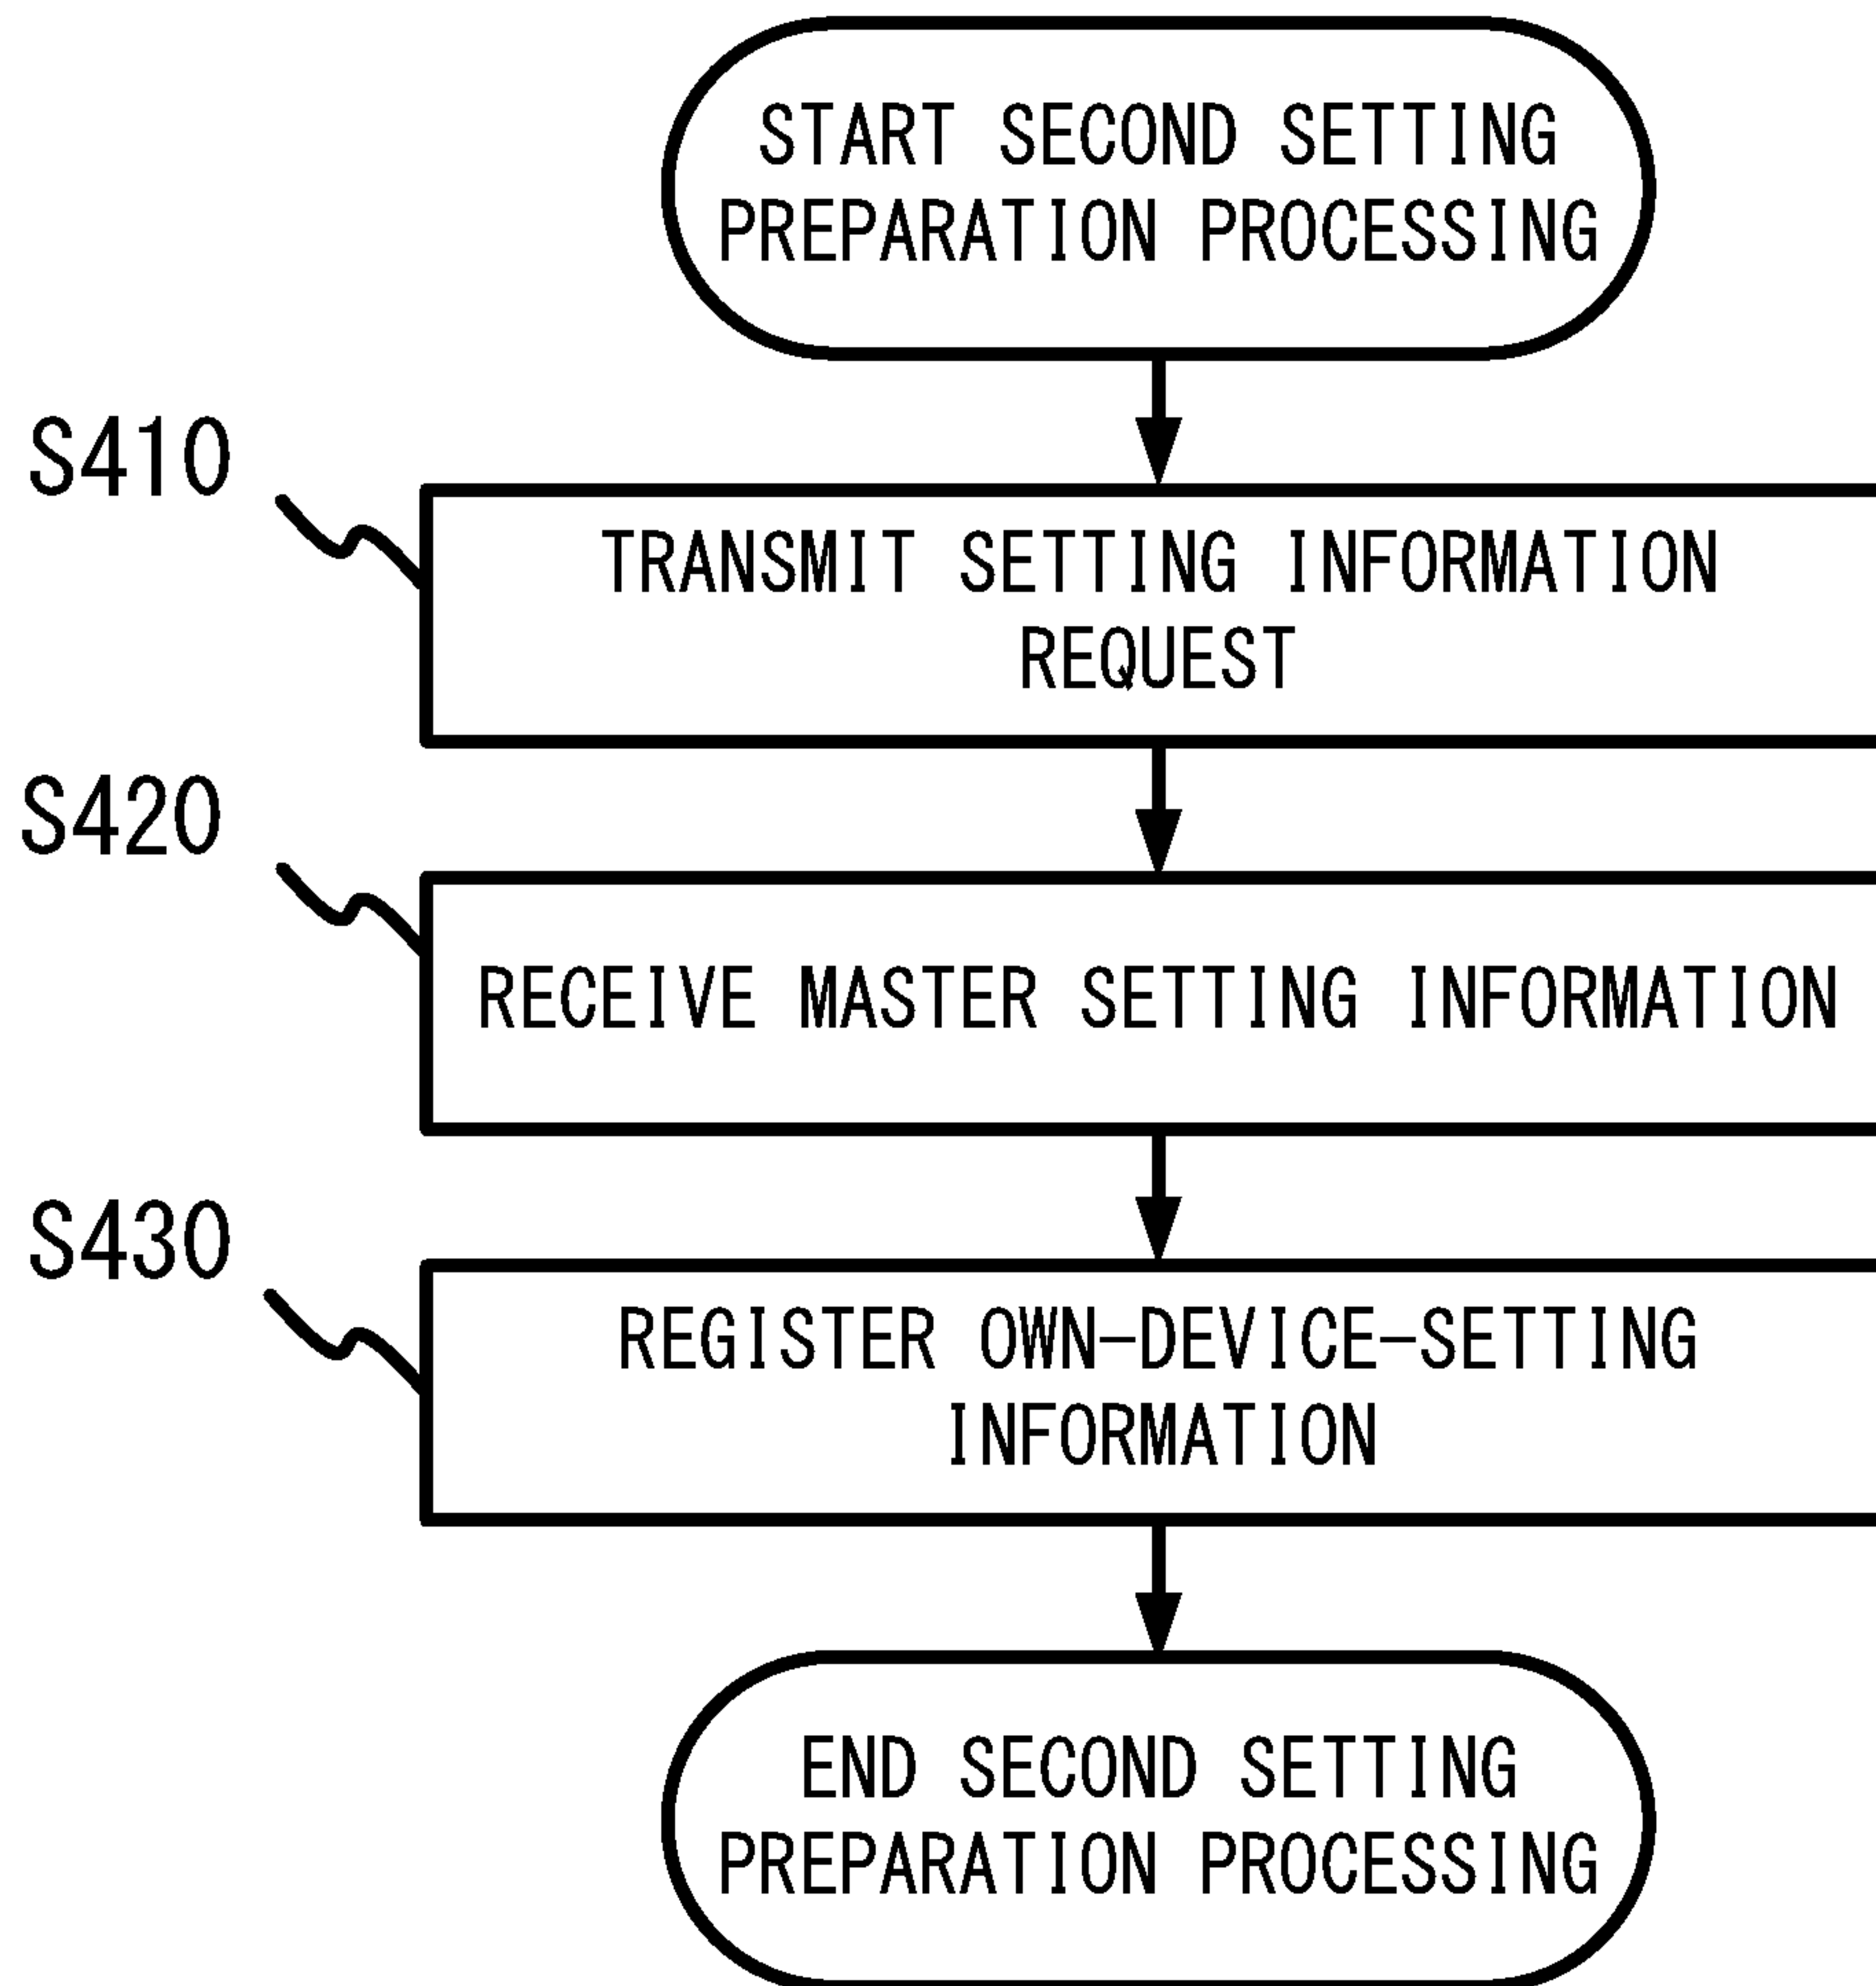 START SECOND SETTING
PREPARATION PROCESSING
S410
TRANSMIT SETTING INFORMATION
REQUEST
S420
RECEIVE MASTER SETTING INFORMATION
S430
REGISTER OWN-DEVICE-SETTING
INFORMATION
END SECOND SETTING
PREPARATION PROCESSING